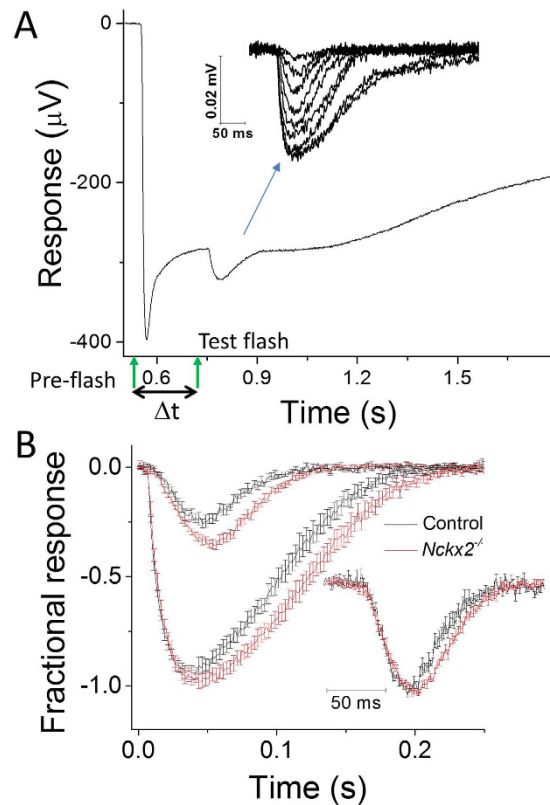 A
Response (μV)
0
-200
-400
0.02 mV
50 ms
Test flash
Pre-flash
0.6
0.9
1.2
1.5
Δt
Time (s)
B
Fractional response
0.0
-0.5
-1.0
Control
Nckx2-/-
50 ms
0.0
0.1
0.2
Time (s)